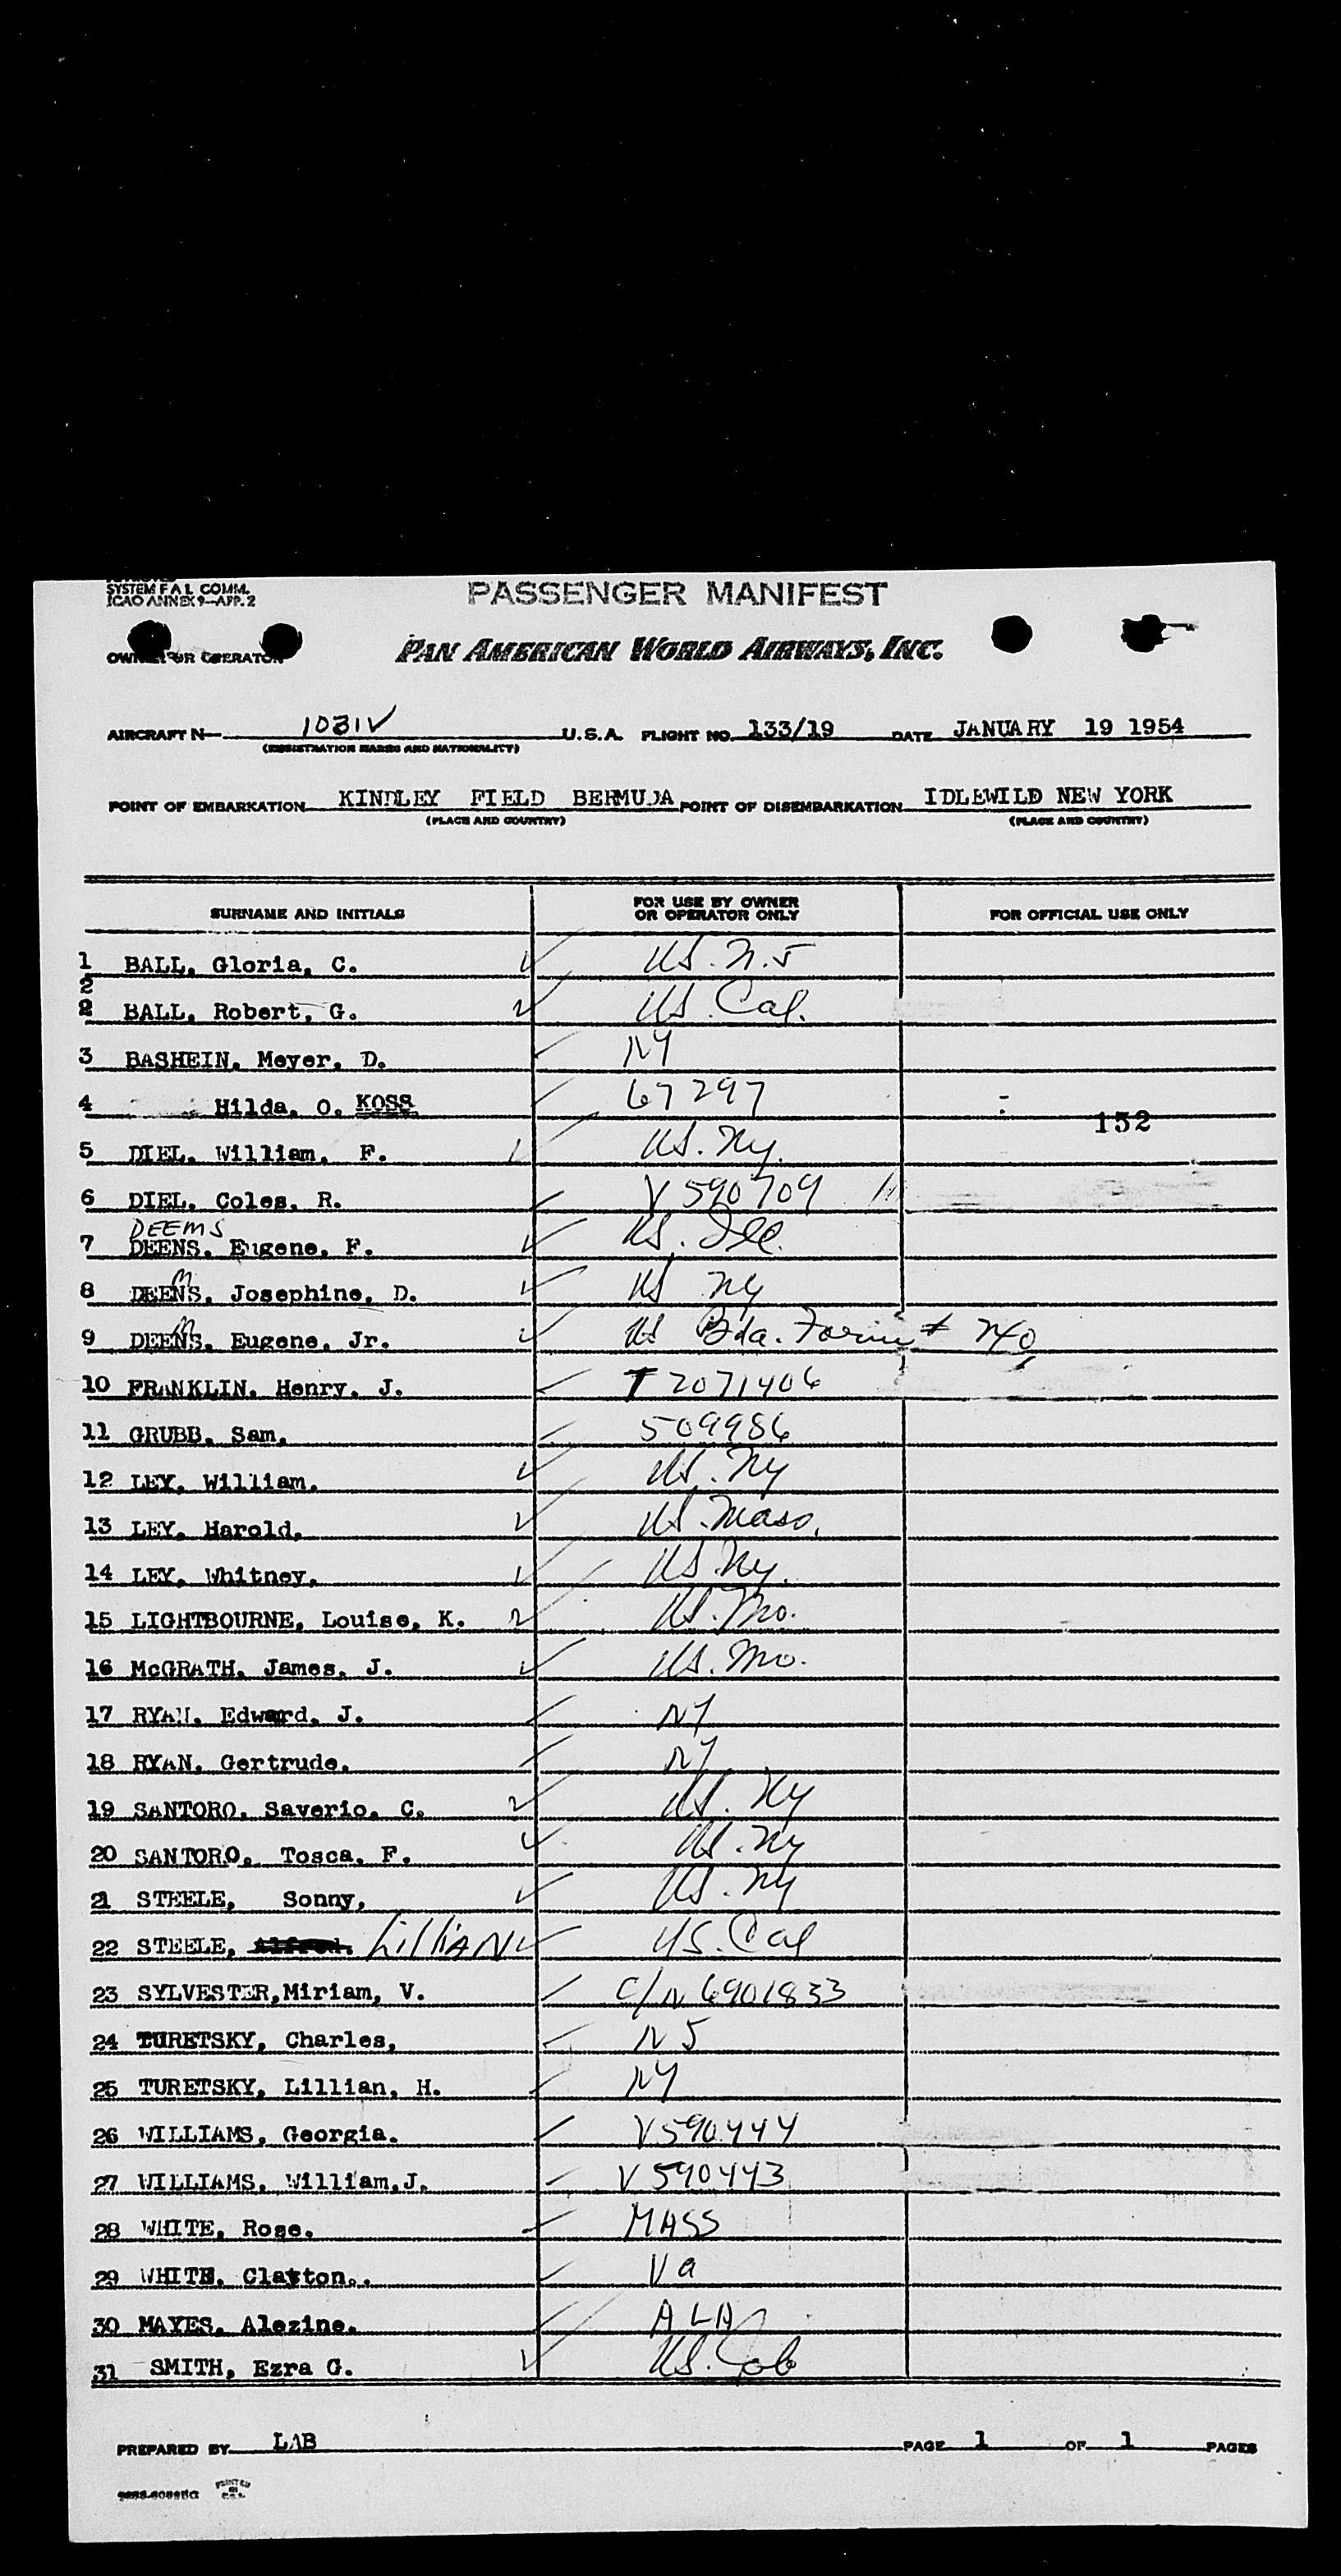 SYSTEM F A L COMM.
ICAO ANNEX 9—APP. 2
PASSENGER MANIFEST
OWNER OR OPERATOR
PAN AMERICAN WORLD AIRWAYS, INC.
AIRCRAFT N— 1031V U.S.A. FLIGHT NO. 133/19 DATE JANUARY 19 1954
(REGISTRATION MARKS AND NATIONALITY)
POINT OF EMBARKATION KINDLEY FIELD BERMUDA POINT OF DISEMBARKATION IDLEWILD NEW YORK
(PLACE AND COUNTRY) (PLACE AND COUNTRY)
SURNAME AND INITIALS FOR USE BY OWNER OR OPERATOR ONLY FOR OFFICIAL USE ONLY
1 BALL, Gloria, C. US. N.J
2
2 BALL, Robert, G. US. Cal.
3 BASHEIN, Meyer, D. NY
4 Hilda, O. KOSS 67297
152
5 DIEL, William, F. US. Ny.
6 DIEL, Coles, R. V 590709
DEEMS
7 DEENS, Eugene, F. US. Ill.
8 DEENS, Josephine, D. US NY
m
9 DEENS, Eugene, Jr. US Bda. Form # 240
m
10 FRANKLIN, Henry, J. T 2071406
11 GRUBB, Sam. 509986
12 LEY, William. US. Ny
13 LEY, Harold. US. Mass.
14 LEY, Whitney. US. Ny.
15 LIGHTBOURNE, Louise, K. US. Mo.
16 McGRATH, James, J. US. Mo.
17 RYAN, Edward, J. NY
18 RYAN, Gertrude. NY
19 SANTORO, Saverio, C. US. Ny
20 SANTORO, Tosca, F. US. Ny
21 STEELE, Sonny, US. Ny
22 STEELE, Alfred. LilliAN US. Cal
23 SYLVESTER, Miriam, V. C/N 6901833
24 TURETSKY, Charles, NJ
25 TURETSKY, Lillian, H. NY
26 WILLIAMS, Georgia. V590444
27 WILLIAMS, William, J. V 590443
28 WHITE, Rose. MASS
29 WHITE, Clayton.. Va
30 MAYES, Alezine. ALA
31 SMITH, Ezra G. US.
PREPARED BY LAB PAGE 1 OF 1 PAGES
PRINTED IN U.S.A.